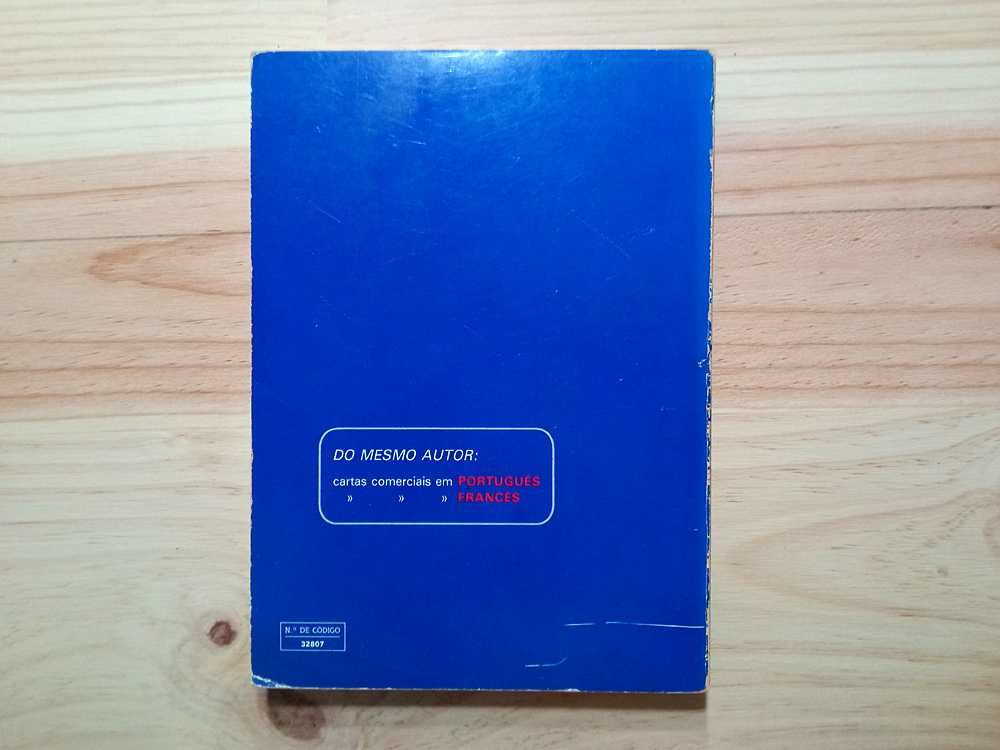 DO MESMO AUTOR:
cartas comerciais em PORTUGUÊS
» » » FRANCÊS
N.º DE CÓDIGO
32807